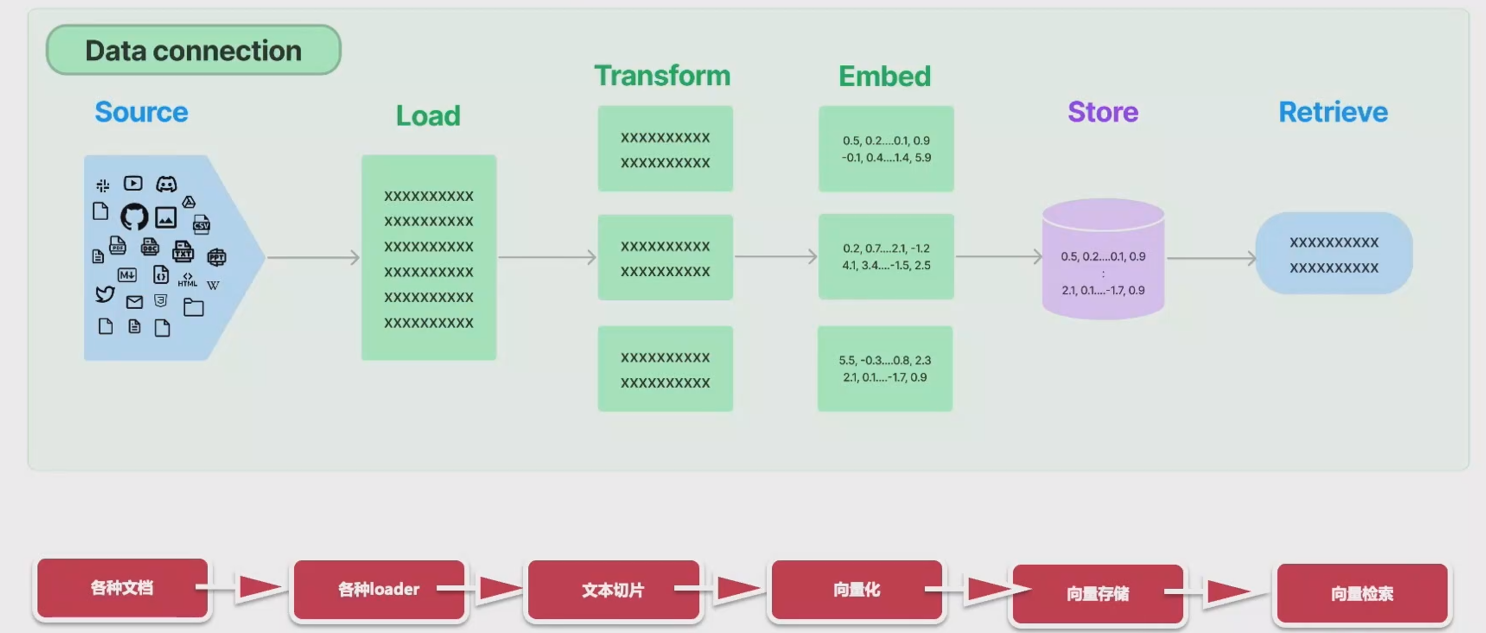 Data connection
Source
Load
Transform
Embed
Store
Retrieve
CSV
PDF
DOC
TXT
PPT
M↓
{}
<>
HTML
W
XXXXXXXXXX
XXXXXXXXXX
XXXXXXXXXX
XXXXXXXXXX
XXXXXXXXXX
XXXXXXXXXX
XXXXXXXXXX
XXXXXXXXXX
XXXXXXXXXX
XXXXXXXXXX
XXXXXXXXXX
XXXXXXXXXX
0.5, 0.2....0.1, 0.9
-0.1, 0.4....1.4, 5.9
0.2, 0.7....2.1, -1.2
4.1, 3.4....-1.5, 2.5
5.5, -0.3....0.8, 2.3
2.1, 0.1....-1.7, 0.9
0.5, 0.2....0.1, 0.9
:
2.1, 0.1....-1.7, 0.9
XXXXXXXXXX
XXXXXXXXXX
各种文档
各种loader
文本切片
向量化
向量存储
向量检索